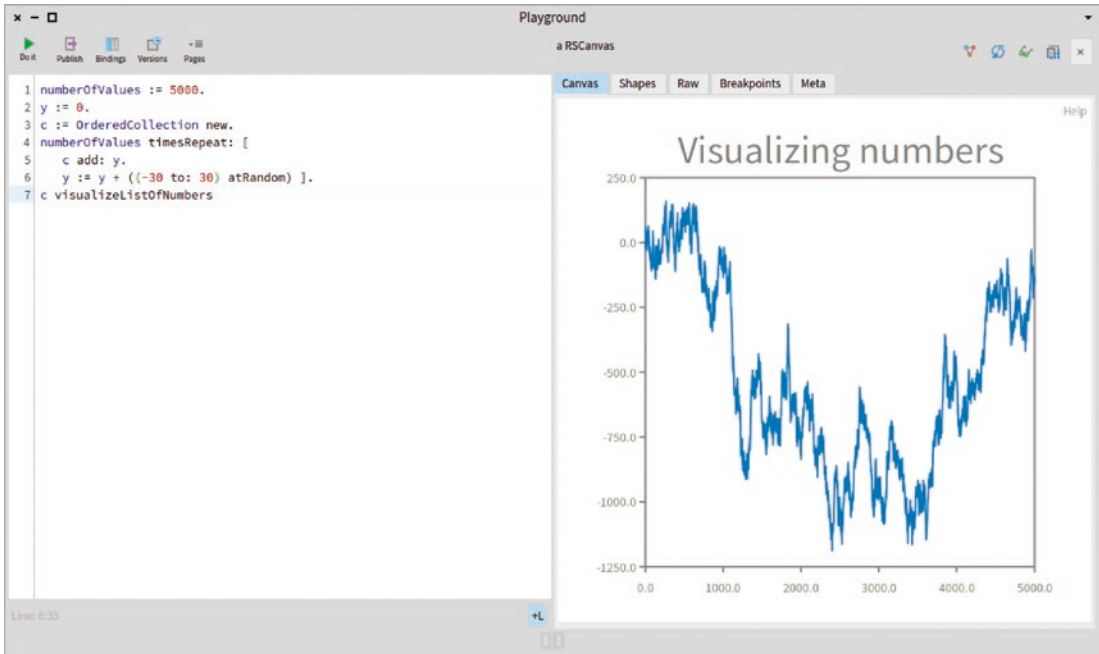 Playground
Do it Publish Bindings Versions Pages
a RSCanvas
1 numberOfValues := 5000.
2 y := 0.
3 c := OrderedCollection new.
4 numberOfValues timesRepeat: [
5 c add: y.
6 y := y + ((-30 to: 30) atRandom) ].
7 c visualizeListOfNumbers
Line: 6:35
+L
Canvas Shapes Raw Breakpoints Meta
Help
Visualizing numbers
250.0
0.0
-250.0
-500.0
-750.0
-1000.0
-1250.0
0.0 1000.0 2000.0 3000.0 4000.0 5000.0